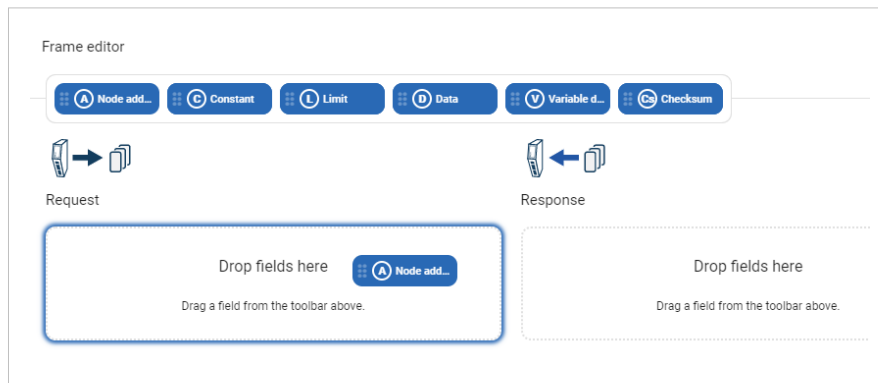 Frame editor
A Node add... C Constant L Limit D Data V Variable d... Cs Checksum
Request Response
Drop fields here A Node add... Drop fields here
Drag a field from the toolbar above. Drag a field from the toolbar above.